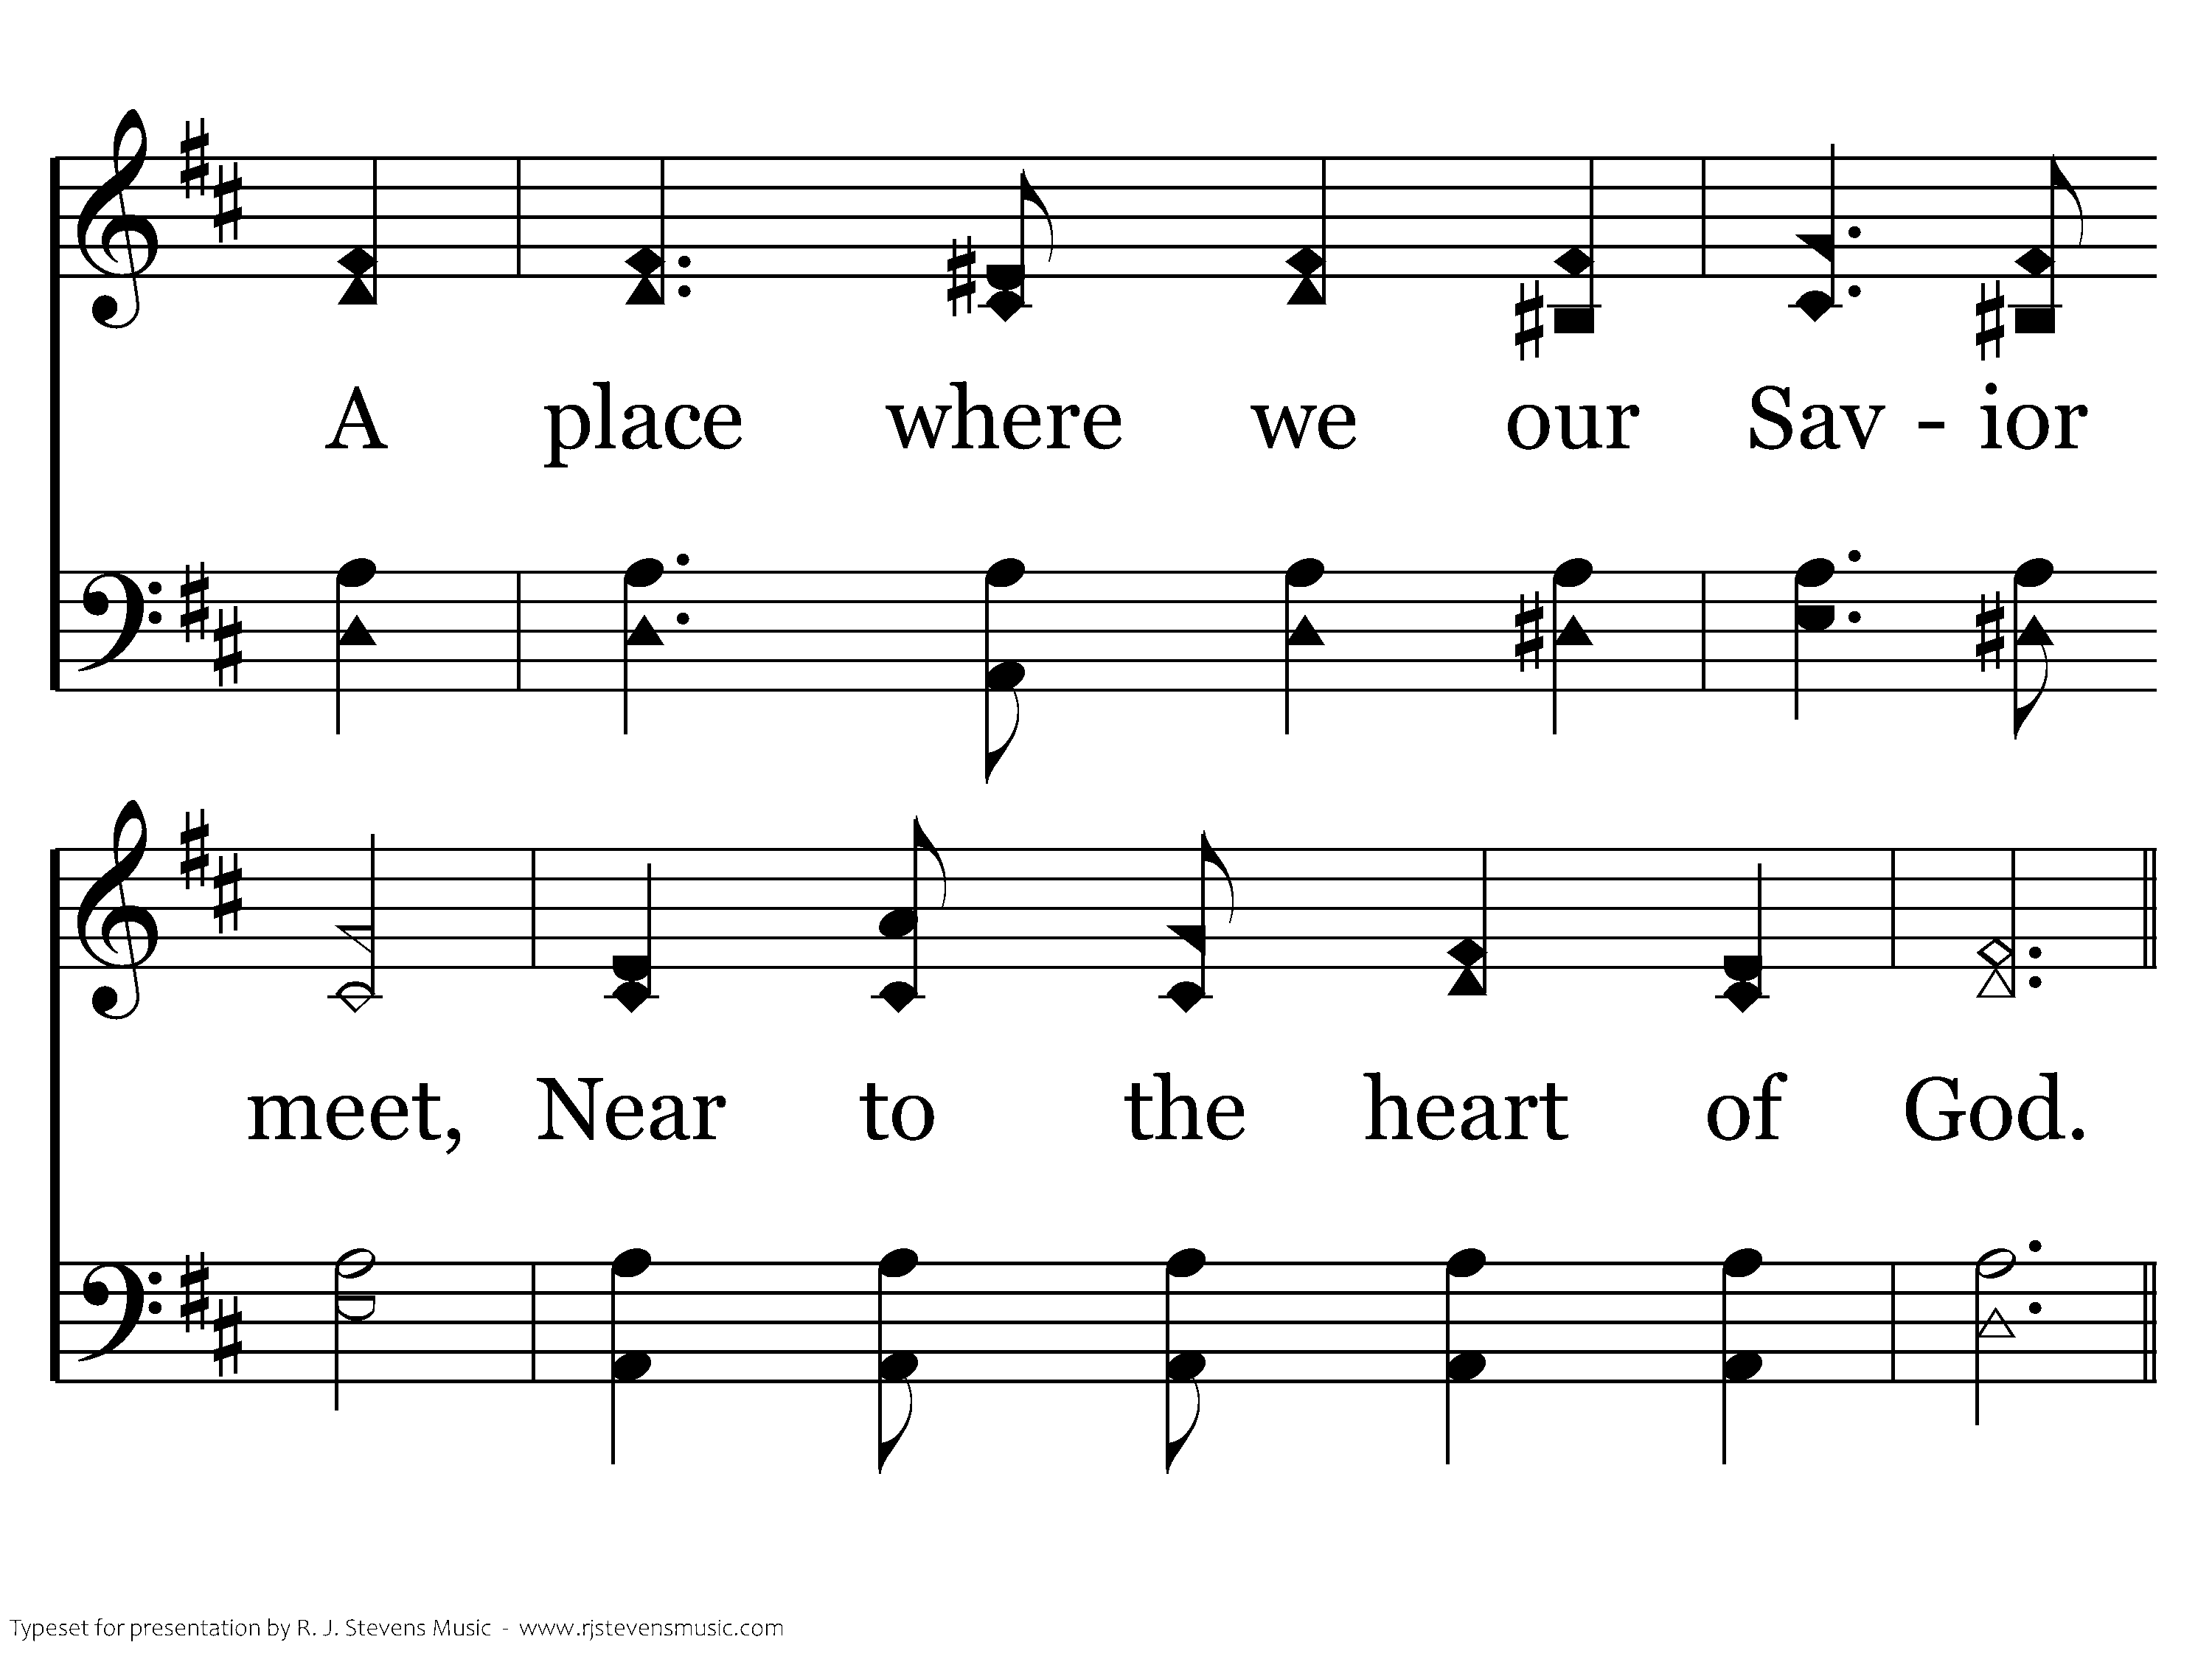 A place where we our Sav - ior
meet, Near to the heart of God.
Typeset for presentation by R. J. Stevens Music - www.rjstevensmusic.com